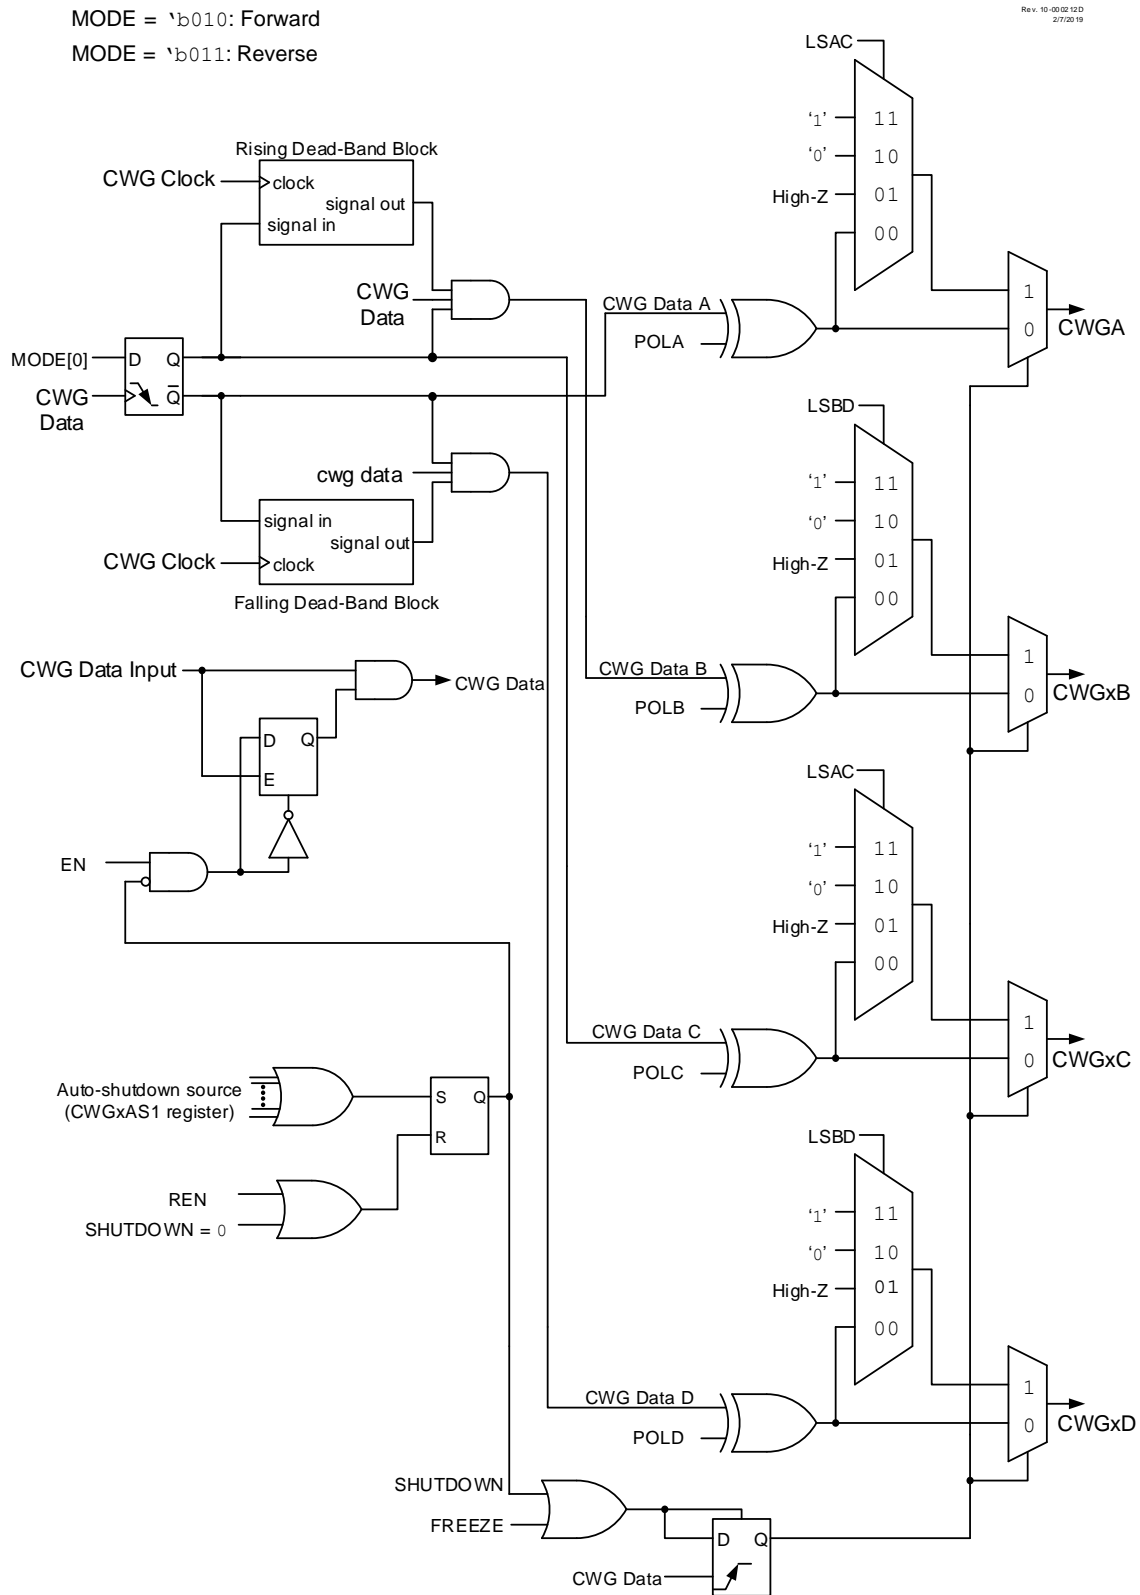 MODE = 'b010: Forward
MODE = 'b011: Reverse
Rev. 10-000212D
2/7/2019
LSAC
'1'
11
'0'
10
High-Z
01
00
1
0
CWGA
Rising Dead-Band Block
CWG Clock
clock
signal out
signal in
CWG
Data
CWG Data A
POLA
MODE[0]
D
Q
CWG
Data
Q
LSBD
'1'
11
'0'
10
High-Z
01
00
1
0
CWGxB
cwg data
signal in
signal out
CWG Clock
clock
Falling Dead-Band Block
CWG Data B
POLB
CWG Data Input
CWG Data
D
Q
E
EN
LSAC
'1'
11
'0'
10
High-Z
01
00
1
0
CWGxC
CWG Data C
POLC
Auto-shutdown source
(CWGxAS1 register)
S
Q
R
REN
SHUTDOWN = 0
LSBD
'1'
11
'0'
10
High-Z
01
00
1
0
CWGxD
CWG Data D
POLD
SHUTDOWN
FREEZE
D
Q
CWG Data